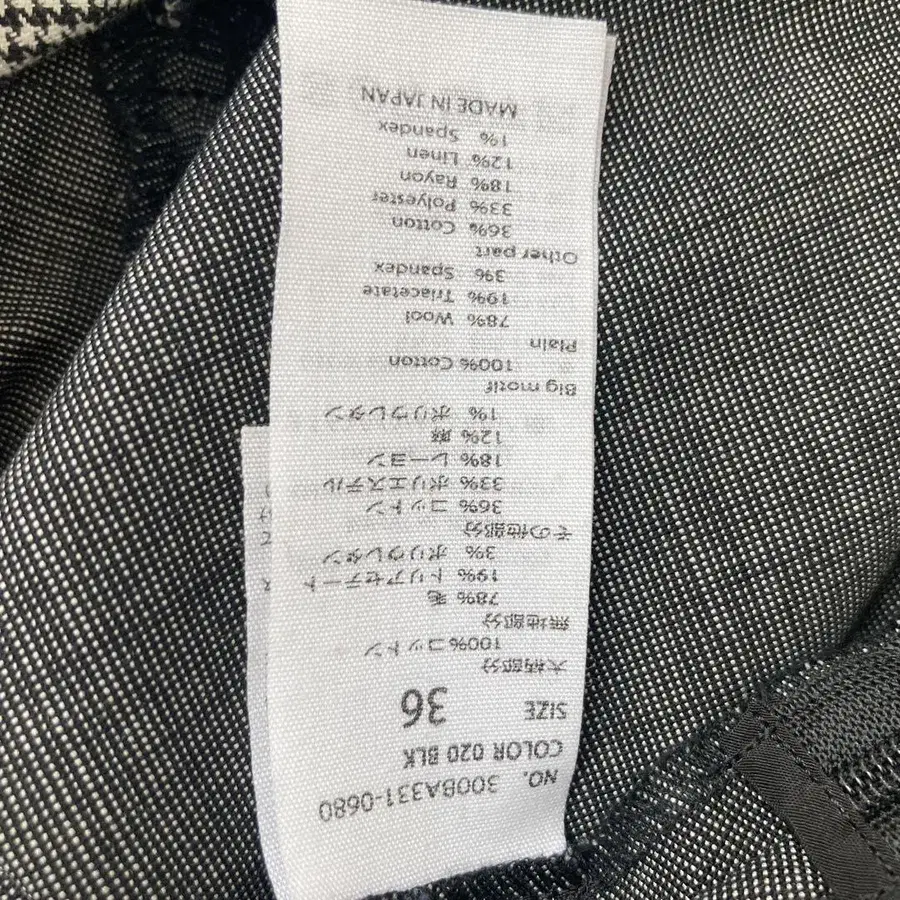 NO. 300BA331-0680
COLOR 020 BLK
SIZE 36
大柄部分
100% コットン
無地部分
78% 毛
19% トリアセテート
3% ポリウレタン
その他部分
36% コットン
33% ポリエステル
18% レーヨン
12% 麻
1% ポリウレタン
Big motif
100% Cotton
Plain
78% Wool
19% Triacetate
3% Spandex
Other part
36% Cotton
33% Polyester
18% Rayon
12% Linen
1% Spandex
MADE IN JAPAN